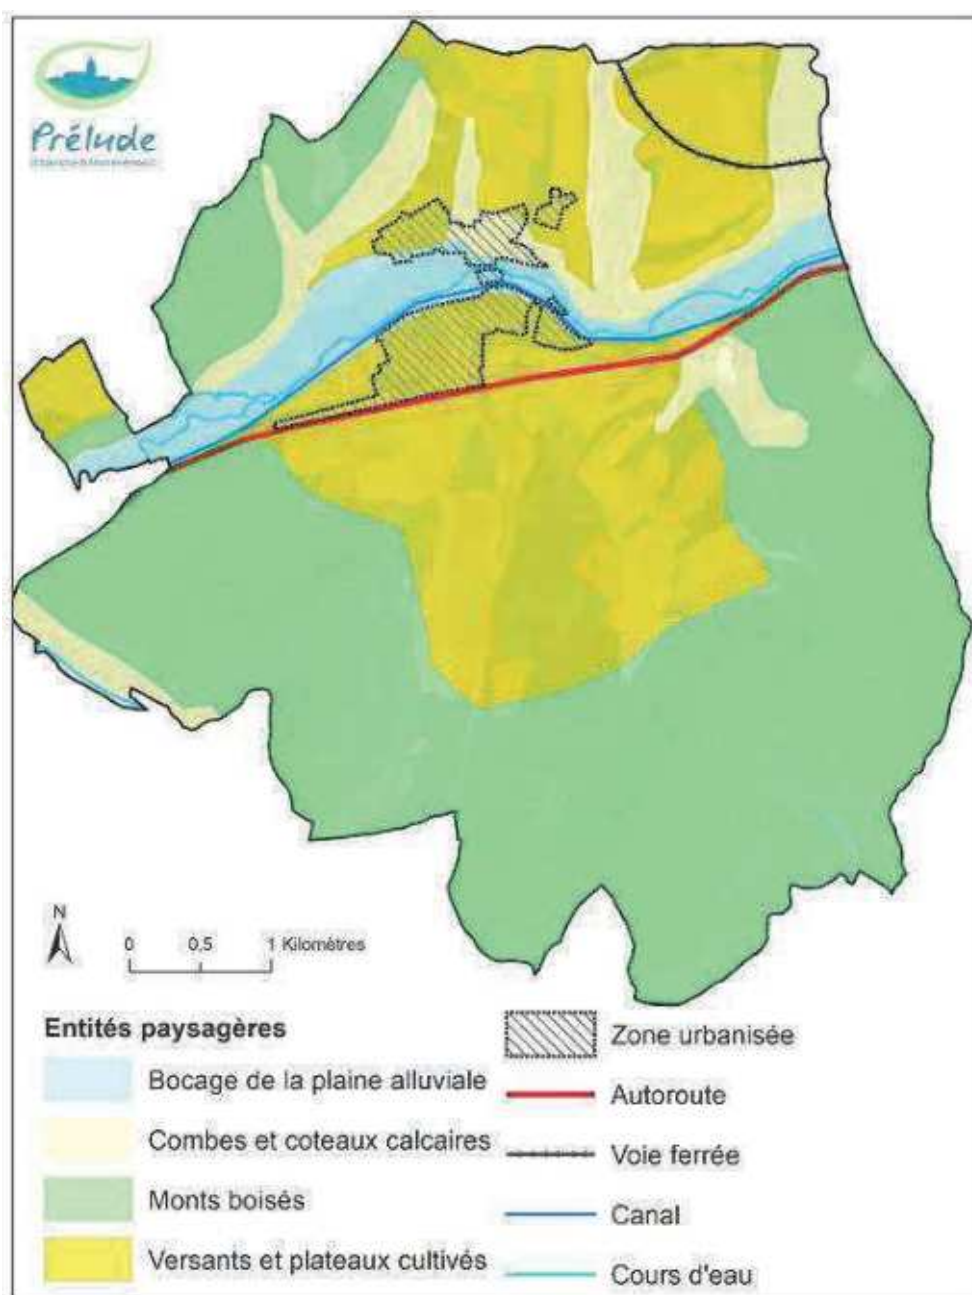 Prélude
N
0 0,5 1 Kilomètres
Entités paysagères
Bocage de la plaine alluviale
Combes et coteaux calcaires
Monts boisés
Versants et plateaux cultivés
Zone urbanisée
Autoroute
Voie ferrée
Canal
Cours d'eau